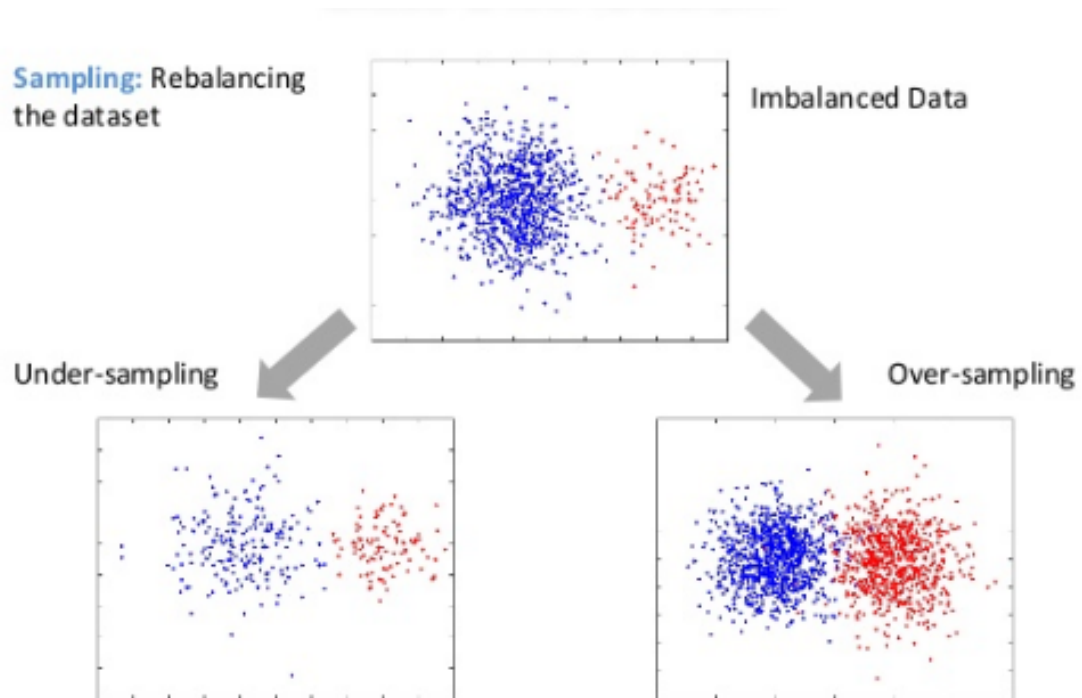 Sampling: Rebalancing
the dataset
Imbalanced Data
Under-sampling
Over-sampling